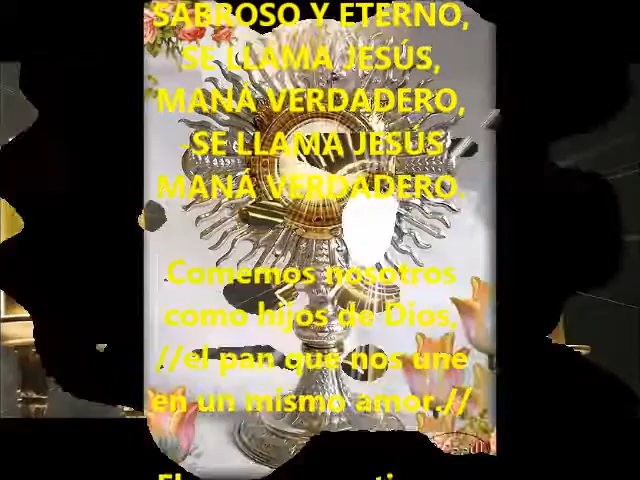 SABROSO Y ETERNO,
SE LLAMA JESÚS,
MANÁ VERDADERO,
-SE LLAMA JESÚS
MANÁ VERDADERO.
Comemos nosotros
como hijos de Dios,
//el pan que nos une
en un mismo amor.//